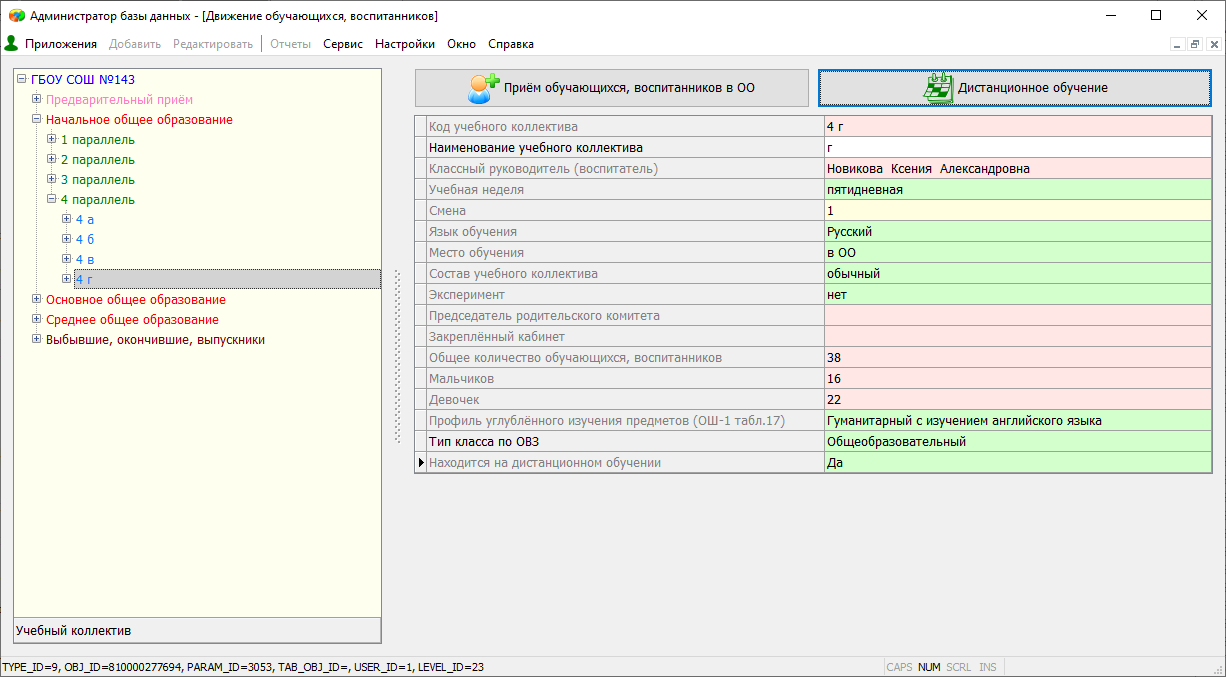 Администратор базы данных - [Движение обучающихся, воспитанников]
Приложения Добавить Редактировать Отчеты Сервис Настройки Окно Справка
ГБОУ СОШ №143
Предварительный приём
Начальное общее образование
1 параллель
2 параллель
3 параллель
4 параллель
4 а
4 б
4 в
4 г
Основное общее образование
Среднее общее образование
Выбывшие, окончившие, выпускники
Учебный коллектив
Приём обучающихся, воспитанников в ОО
Дистанционное обучение
Код учебного коллектива 4 г
Наименование учебного коллектива г
Классный руководитель (воспитатель) Новикова Ксения Александровна
Учебная неделя пятидневная
Смена 1
Язык обучения Русский
Место обучения в ОО
Состав учебного коллектива обычный
Эксперимент нет
Председатель родительского комитета
Закреплённый кабинет
Общее количество обучающихся, воспитанников 38
Мальчиков 16
Девочек 22
Профиль углублённого изучения предметов (ОШ-1 табл.17) Гуманитарный с изучением английского языка
Тип класса по ОВЗ Общеобразовательный
Находится на дистанционном обучении Да
TYPE_ID=9, OBJ_ID=810000277694, PARAM_ID=3053, TAB_OBJ_ID=, USER_ID=1, LEVEL_ID=23
CAPS NUM SCRL INS